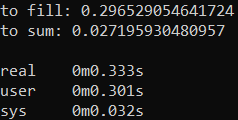 to fill: 0.296529054641724
to sum: 0.027195930480957
real 0m0.333s
user 0m0.301s
sys 0m0.032s